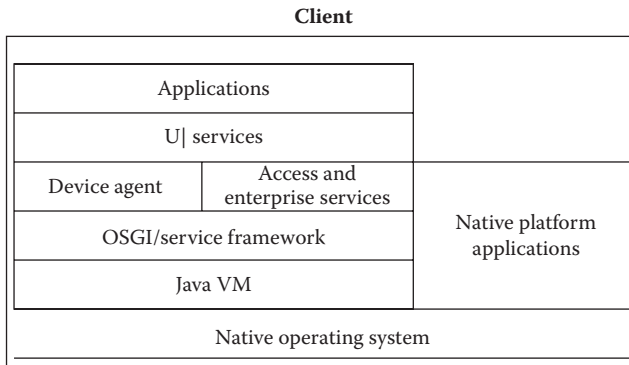 Client
Applications
U| services
Device agent
Access and
enterprise services
OSGI/service framework
Java VM
Native platform
applications
Native operating system